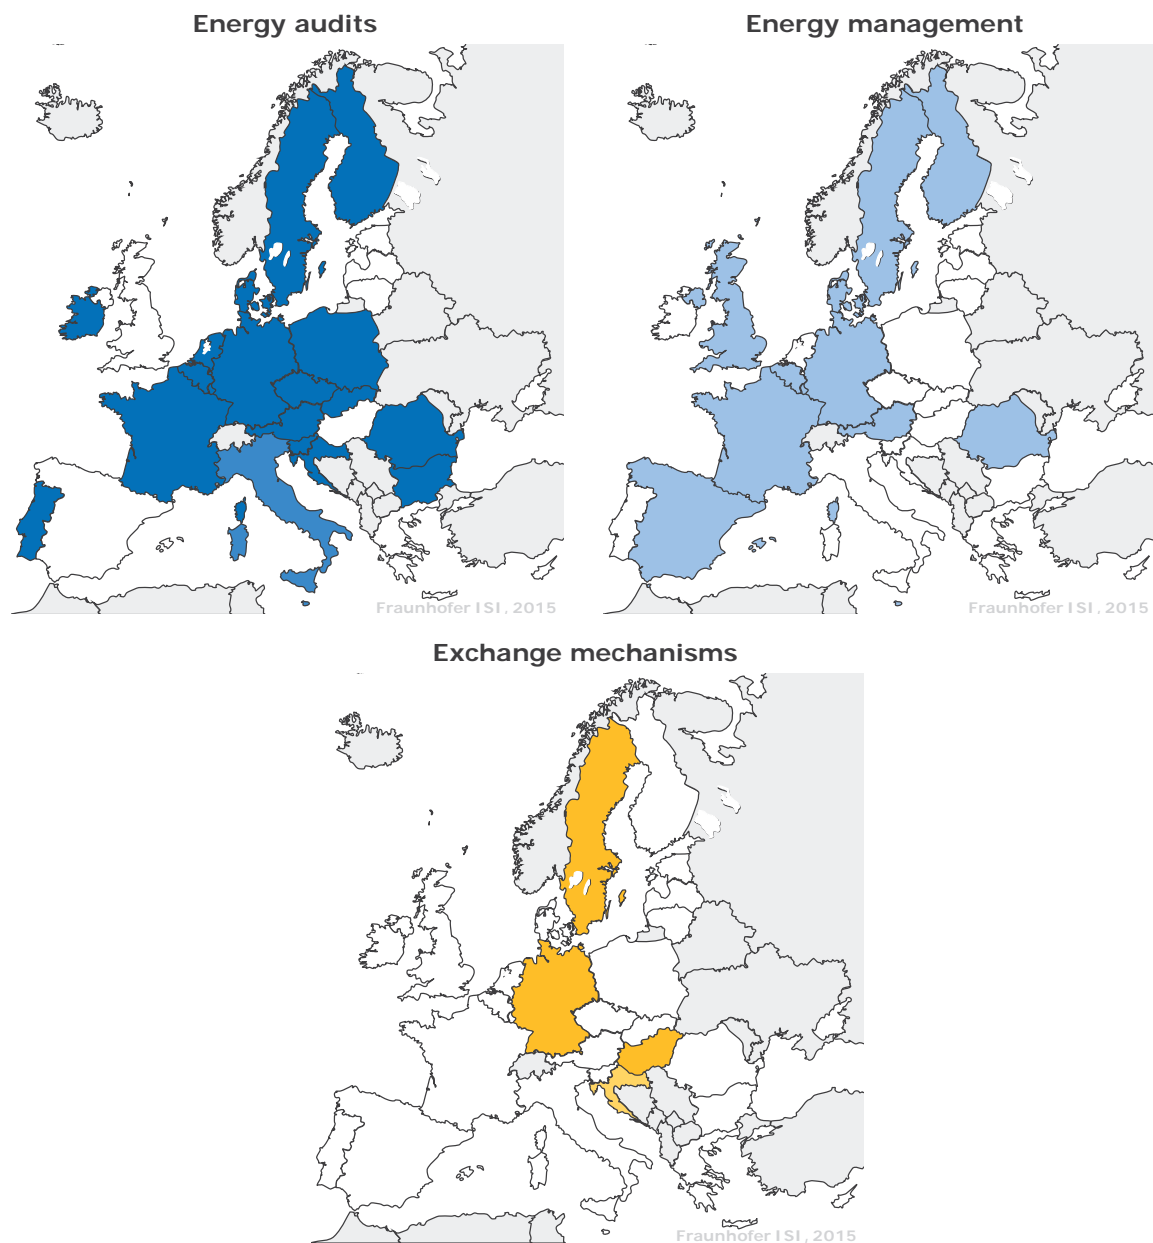 Energy audits
Energy management
Fraunhofer ISI, 2015
Fraunhofer ISI, 2015
Exchange mechanisms
Fraunhofer ISI, 2015